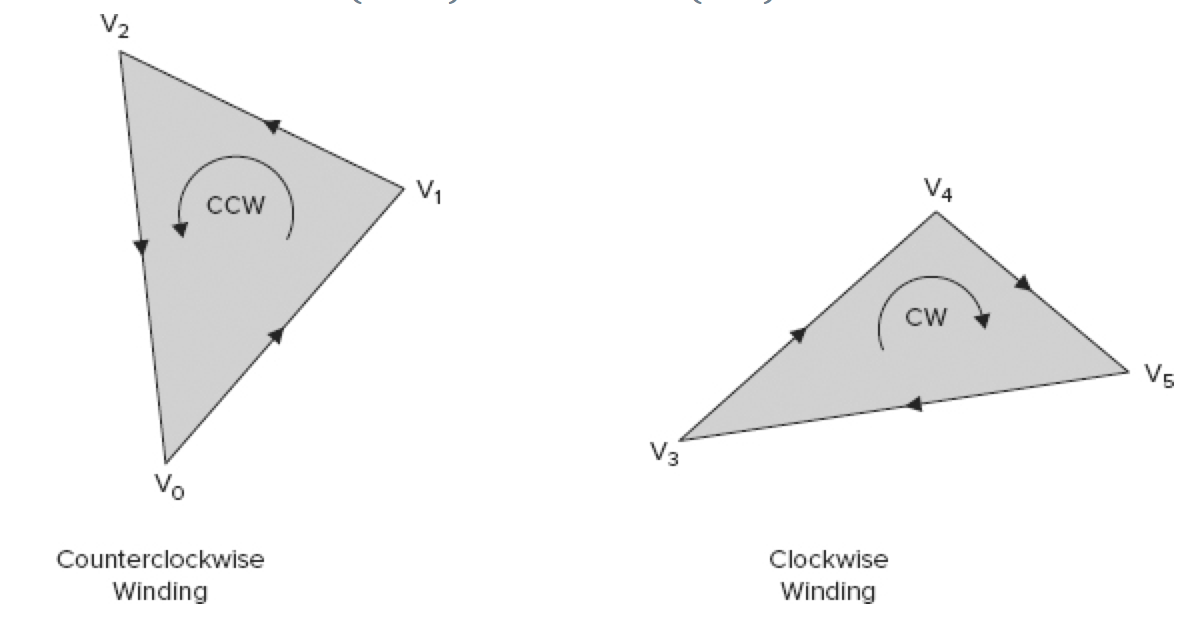 V₂
CCW
V₁
V₀
Counterclockwise
Winding
V₄
CW
V₅
V₃
Clockwise
Winding